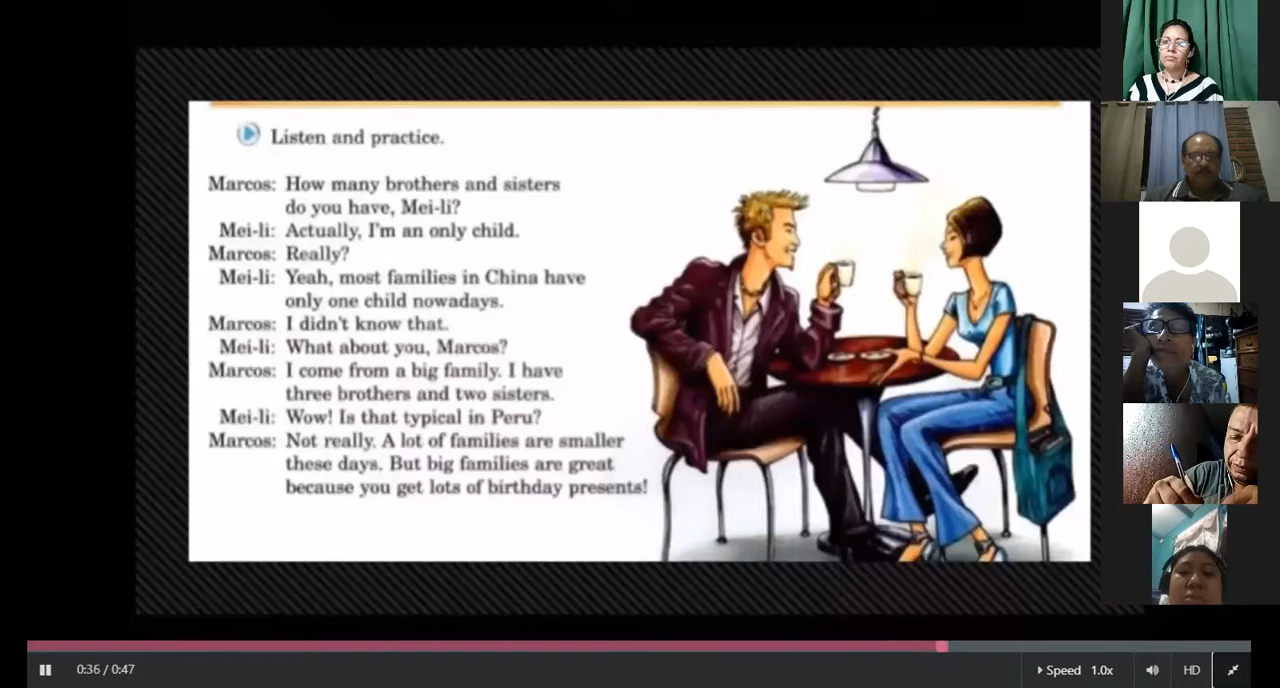 Listen and practice.
Marcos: How many brothers and sisters
do you have, Mei-li?
Mei-li: Actually, I'm an only child.
Marcos: Really?
Mei-li: Yeah, most families in China have
only one child nowadays.
Marcos: I didn't know that.
Mei-li: What about you, Marcos?
Marcos: I come from a big family. I have
three brothers and two sisters.
Mei-li: Wow! Is that typical in Peru?
Marcos: Not really. A lot of families are smaller
these days. But big families are great
because you get lots of birthday presents!
0:36 / 0:47
Speed 1.0x
HD